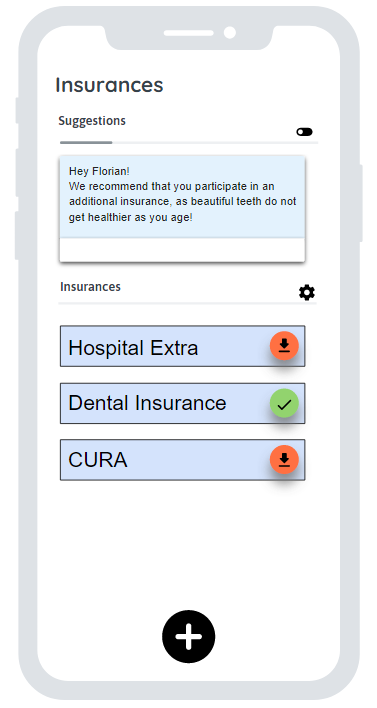 Insurances
Suggestions
Hey Florian!
We recommend that you participate in an
additional insurance, as beautiful teeth do not
get healthier as you age!
Insurances
Hospital Extra
Dental Insurance
CURA